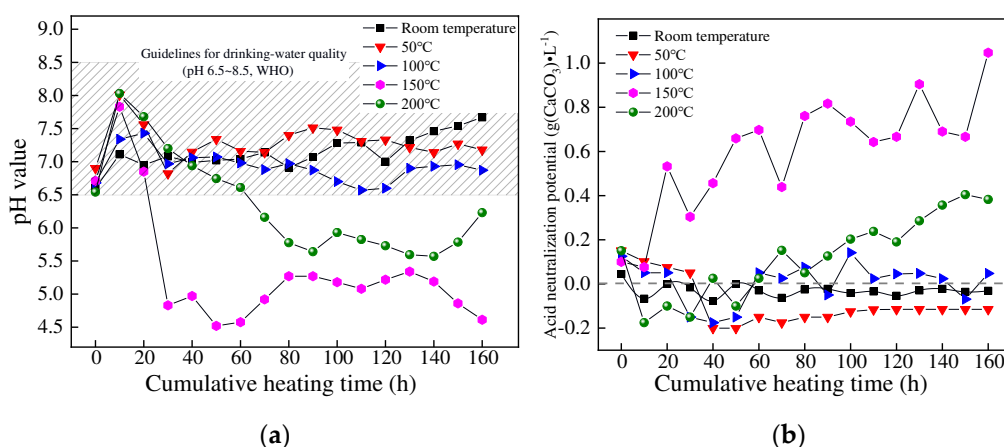 (a)
9.0
8.5
8.0
7.5
7.0
6.5
6.0
5.5
5.0
4.5
pH value
Guidelines for drinking-water quality
(pH 6.5~8.5, WHO)
Room temperature
50℃
100℃
150℃
200℃
0 20 40 60 80 100 120 140 160
Cumulative heating time (h)
(a)
(b)
1.0
0.8
0.6
0.4
0.2
0.0
-0.2
Acid neutralization potential (g(CaCO₃)•L⁻¹)
Room temperature
50℃
100℃
150℃
200℃
0 20 40 60 80 100 120 140 160
Cumulative heating time (h)
(b)